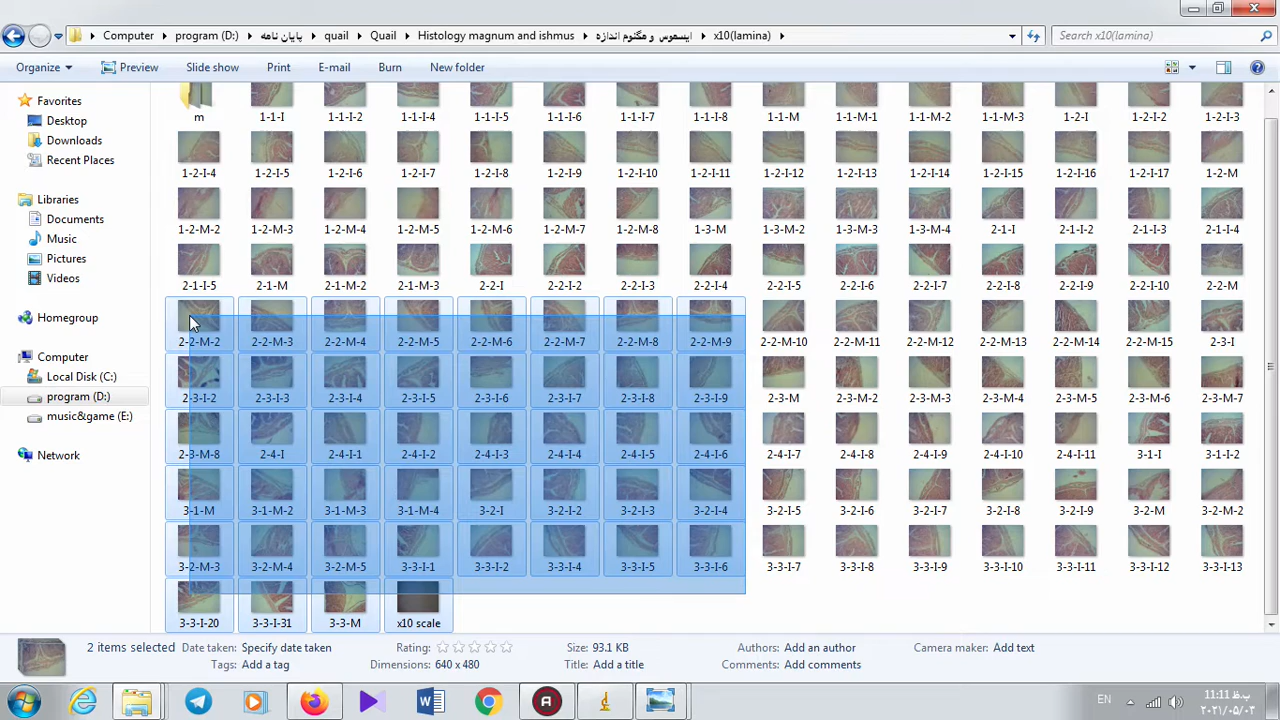 Computer ▸ program (D:) ▸ پایان نامه ▸ quail ▸ Quail ▸ Histology magnum and ishmus ▸ ایسموس و مگنوم اندازه ▸ x10(lamina) ▸
Search x10(lamina)
Organize Preview Slide show Print E-mail Burn New folder
Favorites
Desktop
Downloads
Recent Places
Libraries
Documents
Music
Pictures
Videos
Homegroup
Computer
Local Disk (C:)
program (D:)
music&game (E:)
Network
m 1-1-I 1-1-I-2 1-1-I-4 1-1-I-5 1-1-I-6 1-1-I-7 1-1-I-8 1-1-M 1-1-M-1 1-1-M-2 1-1-M-3 1-2-I 1-2-I-2 1-2-I-3
1-2-I-4 1-2-I-5 1-2-I-6 1-2-I-7 1-2-I-8 1-2-I-9 1-2-I-10 1-2-I-11 1-2-I-12 1-2-I-13 1-2-I-14 1-2-I-15 1-2-I-16 1-2-I-17 1-2-M
1-2-M-2 1-2-M-3 1-2-M-4 1-2-M-5 1-2-M-6 1-2-M-7 1-2-M-8 1-3-M 1-3-M-2 1-3-M-3 1-3-M-4 2-1-I 2-1-I-2 2-1-I-3 2-1-I-4
2-1-I-5 2-1-M 2-1-M-2 2-1-M-3 2-2-I 2-2-I-2 2-2-I-3 2-2-I-4 2-2-I-5 2-2-I-6 2-2-I-7 2-2-I-8 2-2-I-9 2-2-M
2-2-M-2 2-2-M-3 2-2-M-4 2-2-M-5 2-2-M-6 2-2-M-7 2-2-M-8 2-2-M-9 2-2-M-10 2-2-M-11 2-2-M-12 2-2-M-13 2-2-M-14 2-2-M-15 2-3-I
2-3-I-2 2-3-I-3 2-3-I-4 2-3-I-5 2-3-I-6 2-3-I-7 2-3-I-8 2-3-I-9 2-3-M 2-3-M-2 2-3-M-3 2-3-M-4 2-3-M-5 2-3-M-6 2-3-M-7
2-3-M-8 2-4-I 2-4-I-1 2-4-I-2 2-4-I-3 2-4-I-4 2-4-I-5 2-4-I-6 2-4-I-7 2-4-I-8 2-4-I-9 2-4-I-10 2-4-I-11 3-1-I 3-1-I-2
3-1-M 3-1-M-2 3-1-M-3 3-1-M-4 3-2-I 3-2-I-2 3-2-I-3 3-2-I-4 3-2-I-5 3-2-I-6 3-2-I-7 3-2-I-8 3-2-I-9 3-2-M 3-2-M-2
3-2-M-3 3-2-M-4 3-2-M-5 3-3-I-1 3-3-I-2 3-3-I-4 3-3-I-5 3-3-I-6 3-3-I-7 3-3-I-8 3-3-I-9 3-3-I-10 3-3-I-11 3-3-I-12 3-3-I-13
3-3-I-20 3-3-I-31 3-3-M x10 scale
2 items selected Date taken: Specify date taken Rating: Size: 93.1 KB Authors: Add an author Camera maker: Add text
Tags: Add a tag Dimensions: 640 x 480 Title: Add a title Comments: Add comments
EN
11:11 ب.ظ
۲۰۲۱/۰۵/۰۳